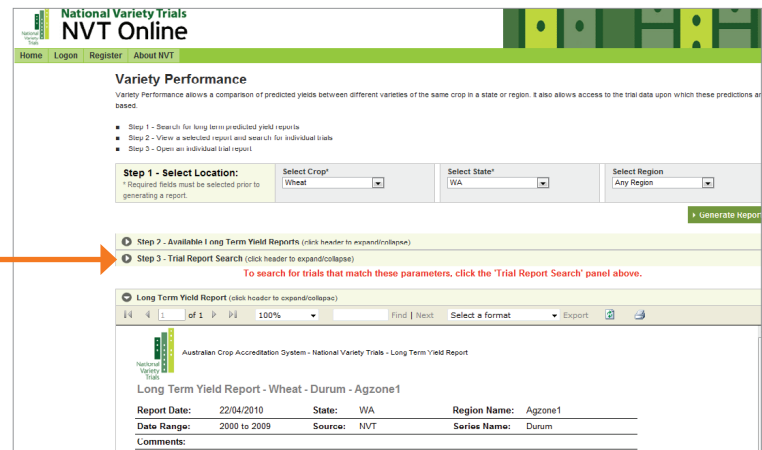 National Variety Trials
NVT Online
National
Variety
Trials
Home Logon Register About NVT
Variety Performance
Variety Performance allows a comparison of predicted yields between different varieties of the same crop in a state or region. It also allows access to the trial data upon which these predictions ar
based.
Step 1 - Search for long term predicted yield reports
Step 2 - View a selected report and search for individual trials
Step 3 - Open an individual trial report
Step 1 - Select Location:
* Required fields must be selected prior to
generating a report.
Select Crop*
Wheat
Select State*
WA
Select Region
Any Region
Generate Repor
Step 2 - Available Long Term Yield Reports (click header to expand/collapse)
Step 3 - Trial Report Search (click header to expand/collapse)
To search for trials that match these parameters, click the 'Trial Report Search' panel above.
Long Term Yield Report (click header to expand/collapse)
1 of 1 100% Find | Next Select a format Export
National
Variety
Trials
Australian Crop Accreditation System - National Variety Trials - Long Term Yield Report
Long Term Yield Report - Wheat - Durum - Agzone1
Report Date: 22/04/2010 State: WA Region Name: Agzone1
Date Range: 2000 to 2009 Source: NVT Series Name: Durum
Comments: